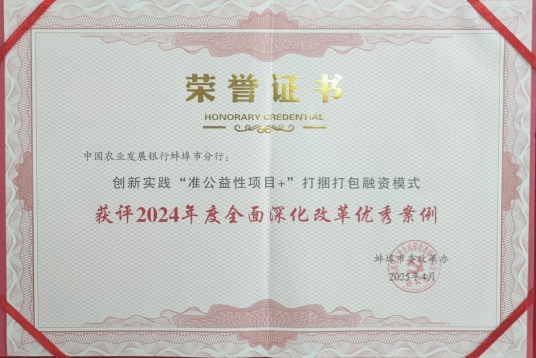 荣誉证书
HONORARY CREDENTIAL
中国农业发展银行蚌埠市分行：
创新实践“准公益性项目+”打捆打包融资模式
获评2024年度全面深化改革优秀案例
蚌埠市委改革办
2025年4月